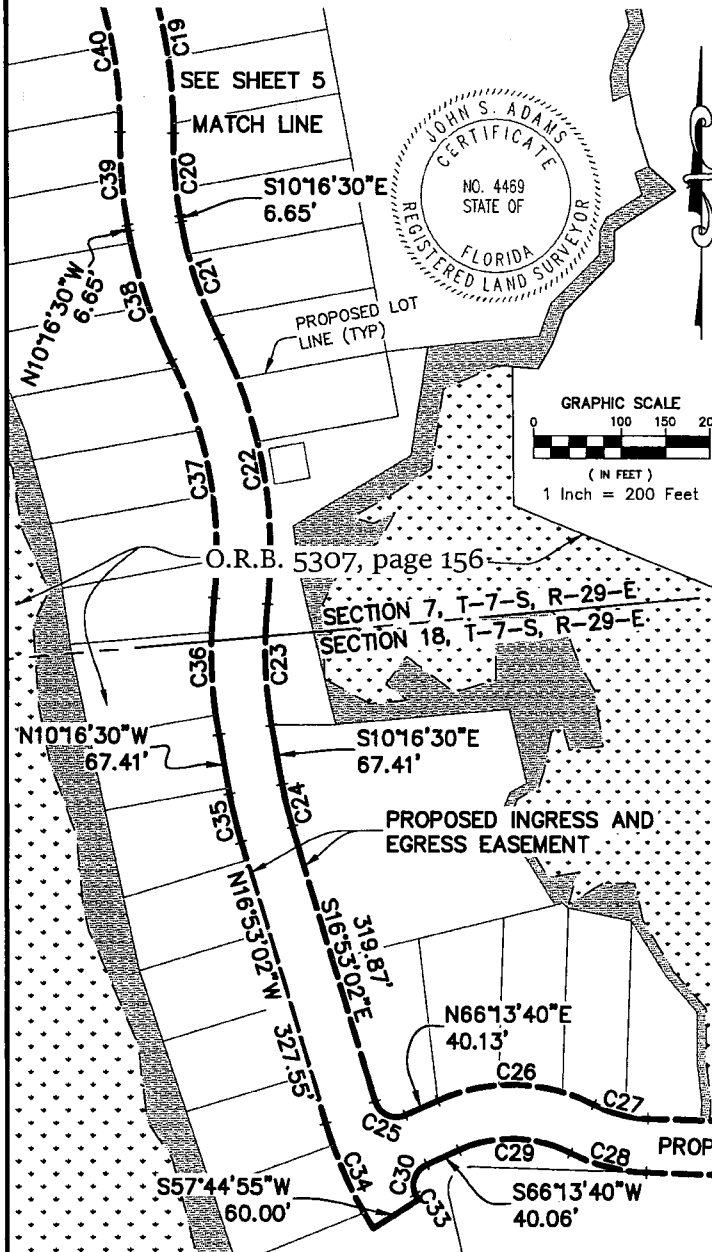 C40
C19
SEE SHEET 5
MATCH LINE
JOHN S. ADAMS
CERTIFICATE
NO. 4469
STATE OF
FLORIDA
REGISTERED LAND SURVEYOR
C39
C20
S10°16'30"E
6.65'
N10°16'30"W
6.65'
C38
C21
PROPOSED LOT
LINE (TYP)
GRAPHIC SCALE
0 100 150 20
( IN FEET )
1 Inch = 200 Feet
C37
C22
O.R.B. 5307, page 156
SECTION 7, T-7-S, R-29-E
SECTION 18, T-7-S, R-29-E
C36
C23
N10°16'30"W
67.41'
S10°16'30"E
67.41'
C35
C24
PROPOSED INGRESS AND
EGRESS EASEMENT
N16°53'02"W 327.55'
319.87'
S16°53'02"E
N66°13'40"E
40.13'
C25
C26
C27
PROP
C28
C29
C30
C33
C34
S57°44'55"W
60.00'
S66°13'40"W
40.06'